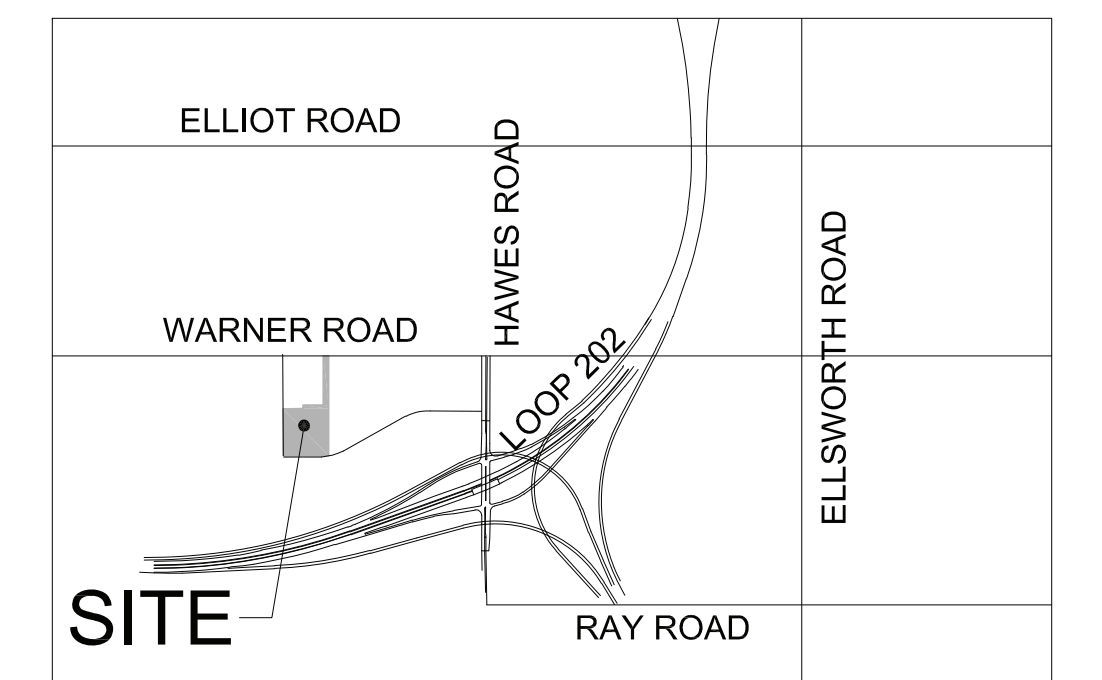 ELLIOT ROAD
HAWES ROAD
WARNER ROAD
LOOP 202
ELLSWORTH ROAD
SITE
RAY ROAD